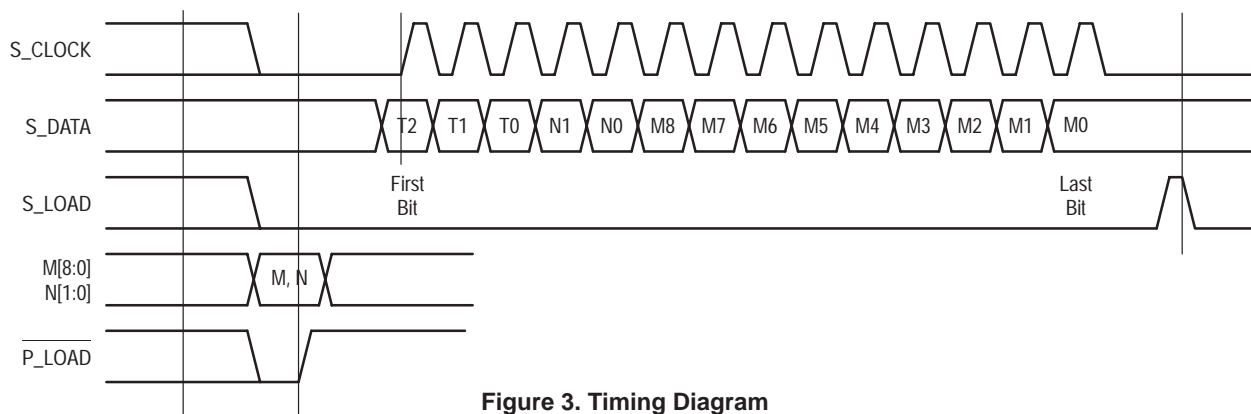 S_CLOCK
S_DATA
T2 T1 T0 N1 N0 M8 M7 M6 M5 M4 M3 M2 M1 M0
First
Bit
Last
Bit
S_LOAD
M[8:0]
N[1:0]
M, N
P_LOAD
Figure 3. Timing Diagram